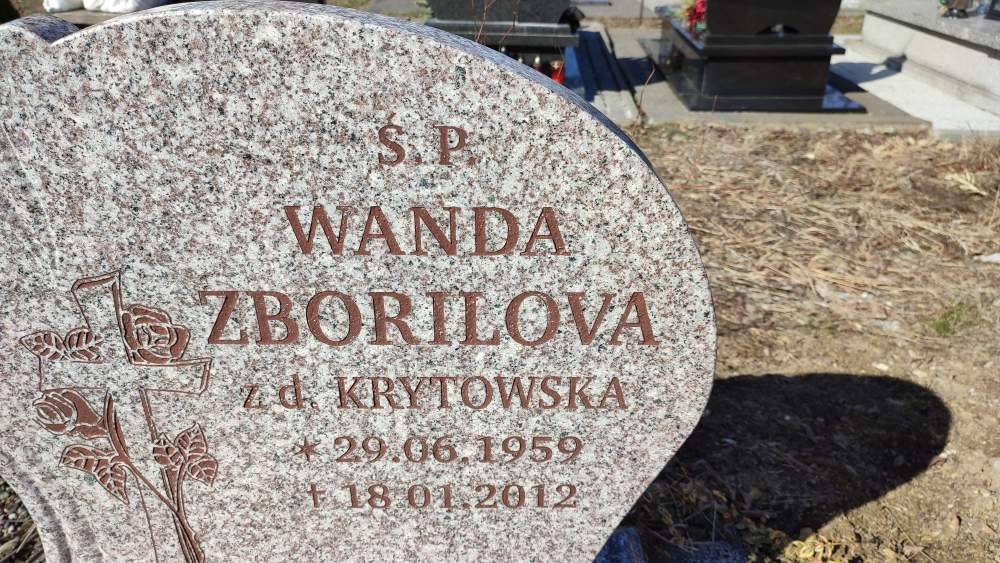 Ś. P.
WANDA
ZBORILOVA
z d. KRYTOWSKA
* 29.06.1959
† 18 01.2012